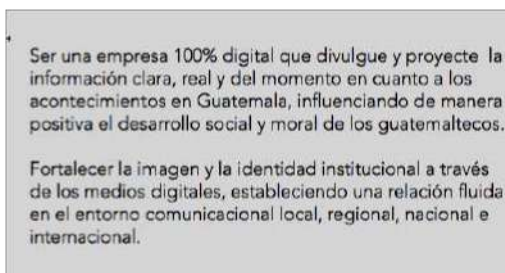 Ser una empresa 100% digital que divulgue y proyecte la
información clara, real y del momento en cuanto a los
acontecimientos en Guatemala, influenciando de manera
positiva el desarrollo social y moral de los guatemaltecos.
Fortalecer la imagen y la identidad institucional a través
de los medios digitales, estableciendo una relación fluida
en el entorno comunicacional local, regional, nacional e
internacional.